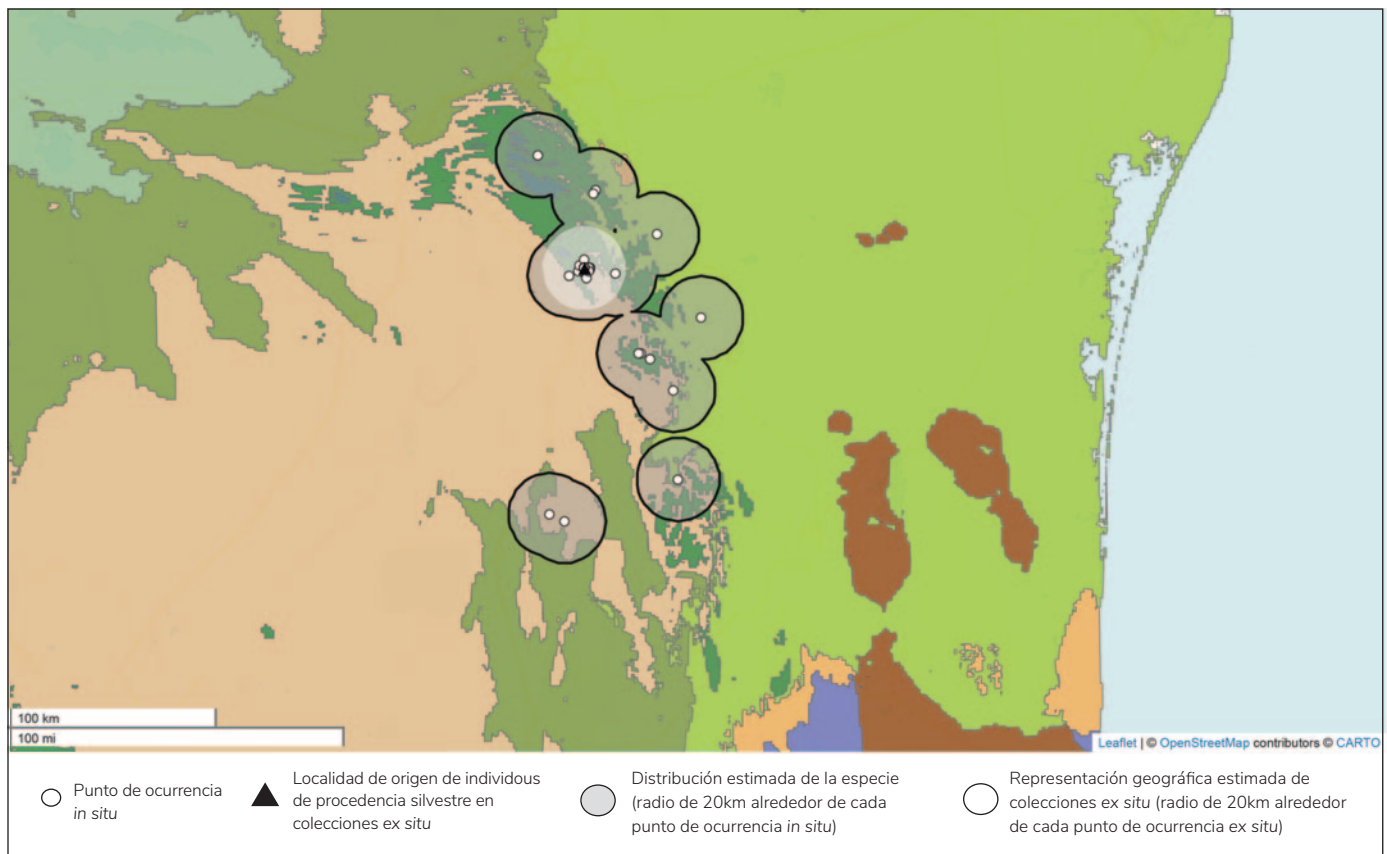 100 km
100 mi
Leaflet | © OpenStreetMap contributors © CARTO
Punto de ocurrencia
in situ
Localidad de origen de individous
de procedencia silvestre en
colecciones ex situ
Distribución estimada de la especie
(radio de 20km alrededor de cada
punto de ocurrencia in situ)
Representación geográfica estimada de
colecciones ex situ (radio de 20km alrededor
de cada punto de ocurrencia ex situ)